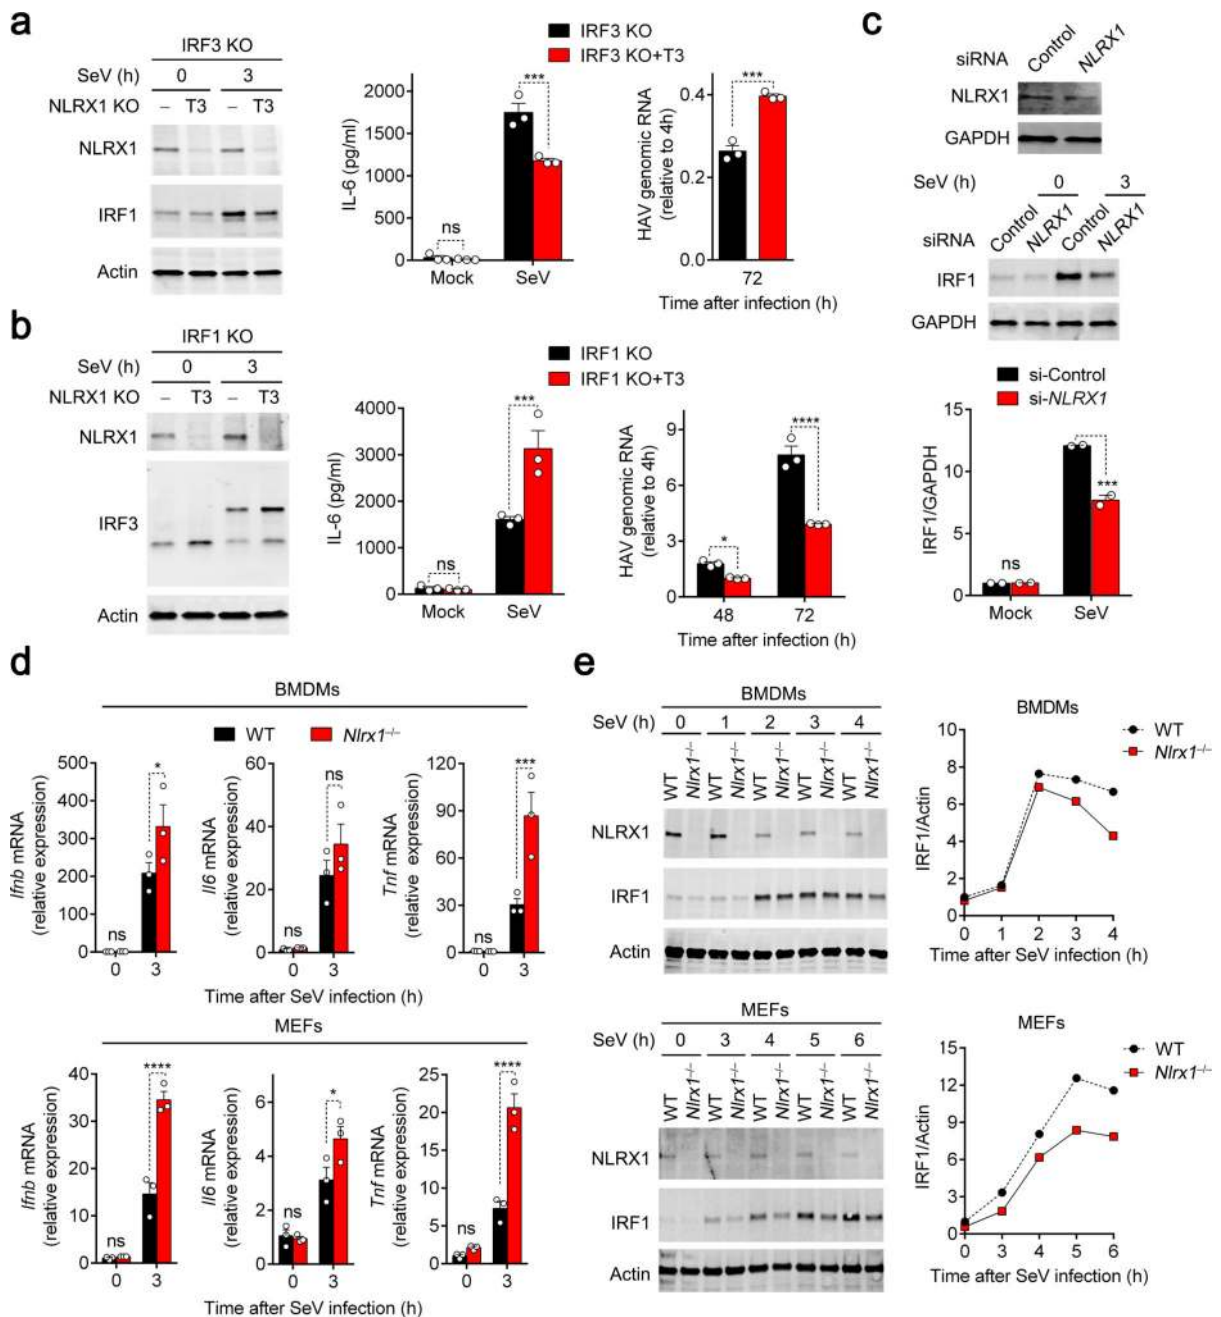 a
IRF3 KO
SeV (h) 0 3
NLRX1 KO – T3 – T3
NLRX1
IRF1
Actin
IRF3 KO
IRF3 KO+T3
IL-6 (pg/ml)
2000
1500
1000
500
0
ns
***
Mock SeV
HAV genomic RNA
(relative to 4h)
0.4
0.2
0.0
***
72
Time after infection (h)
b
IRF1 KO
SeV (h) 0 3
NLRX1 KO – T3 – T3
NLRX1
IRF3
Actin
IRF1 KO
IRF1 KO+T3
IL-6 (pg/ml)
4000
3000
2000
1000
0
ns
***
Mock SeV
HAV genomic RNA
(relative to 4h)
9
6
3
0
*
****
48 72
Time after infection (h)
c
siRNA Control NLRX1
NLRX1
GAPDH
SeV (h) 0 3
siRNA Control NLRX1 Control NLRX1
IRF1
GAPDH
si-Control
si-NLRX1
IRF1/GAPDH
15
10
5
0
ns
***
Mock SeV
d
BMDMs
WT Nlrx1–/–
Ifnb mRNA
(relative expression)
500
400
300
200
100
0
ns
*
0 3
Il6 mRNA
(relative expression)
60
40
20
0
ns
ns
0 3
Tnf mRNA
(relative expression)
120
90
60
30
0
ns
***
0 3
Time after SeV infection (h)
MEFs
Ifnb mRNA
(relative expression)
40
30
20
10
0
ns
****
0 3
Il6 mRNA
(relative expression)
6
4
2
0
ns
*
0 3
Tnf mRNA
(relative expression)
25
20
15
10
5
0
ns
****
0 3
Time after SeV infection (h)
e
BMDMs
SeV (h) 0 1 2 3 4
WT Nlrx1–/– WT Nlrx1–/– WT Nlrx1–/– WT Nlrx1–/– WT Nlrx1–/–
NLRX1
IRF1
Actin
BMDMs
WT
Nlrx1–/–
IRF1/Actin
10
8
6
4
2
0
0 1 2 3 4
Time after SeV infection (h)
MEFs
SeV (h) 0 3 4 5 6
WT Nlrx1–/– WT Nlrx1–/– WT Nlrx1–/– WT Nlrx1–/– WT Nlrx1–/–
NLRX1
IRF1
Actin
MEFs
WT
Nlrx1–/–
IRF1/Actin
15
12
9
6
3
0
0 3 4 5 6
Time after SeV infection (h)